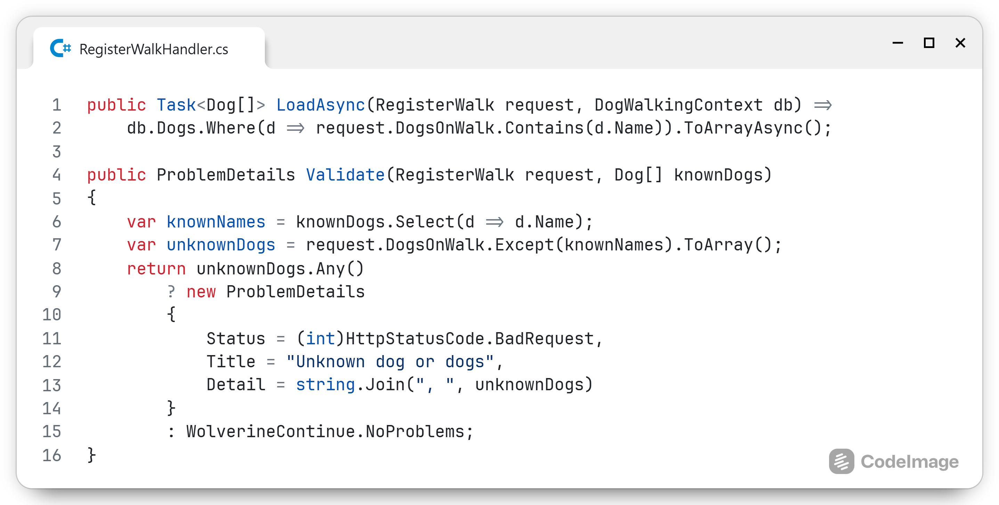 RegisterWalkHandler.cs
1 public Task<Dog[]> LoadAsync(RegisterWalk request, DogWalkingContext db) =>
2     db.Dogs.Where(d => request.DogsOnWalk.Contains(d.Name)).ToArrayAsync();
3
4 public ProblemDetails Validate(RegisterWalk request, Dog[] knownDogs)
5 {
6     var knownNames = knownDogs.Select(d => d.Name);
7     var unknownDogs = request.DogsOnWalk.Except(knownNames).ToArray();
8     return unknownDogs.Any()
9         ? new ProblemDetails
10         {
11             Status = (int)HttpStatusCode.BadRequest,
12             Title = "Unknown dog or dogs",
13             Detail = string.Join(", ", unknownDogs)
14         }
15         : WolverineContinue.NoProblems;
16 }
CodeImage